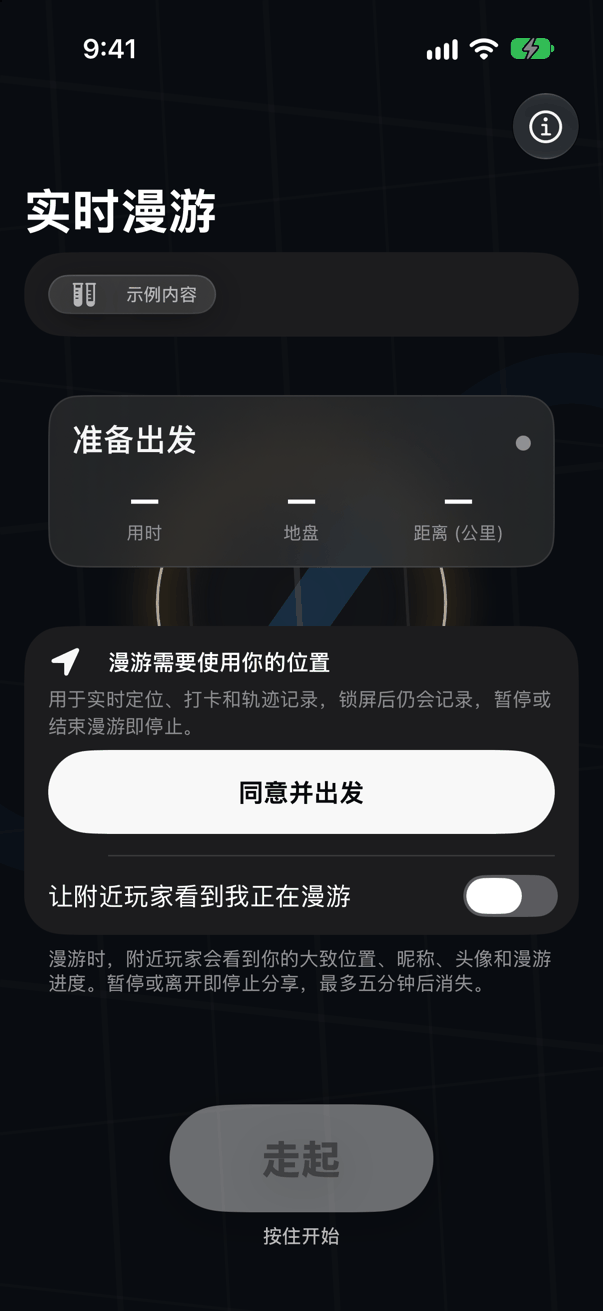 9:41
实时漫游
示例内容
准备出发
— — —
用时 地盘 距离 (公里)
漫游需要使用你的位置
用于实时定位、打卡和轨迹记录，锁屏后仍会记录，暂停或
结束漫游即停止。
同意并出发
让附近玩家看到我正在漫游
漫游时，附近玩家会看到你的大致位置、昵称、头像和漫游
进度。暂停或离开即停止分享，最多五分钟后消失。
走起
按住开始